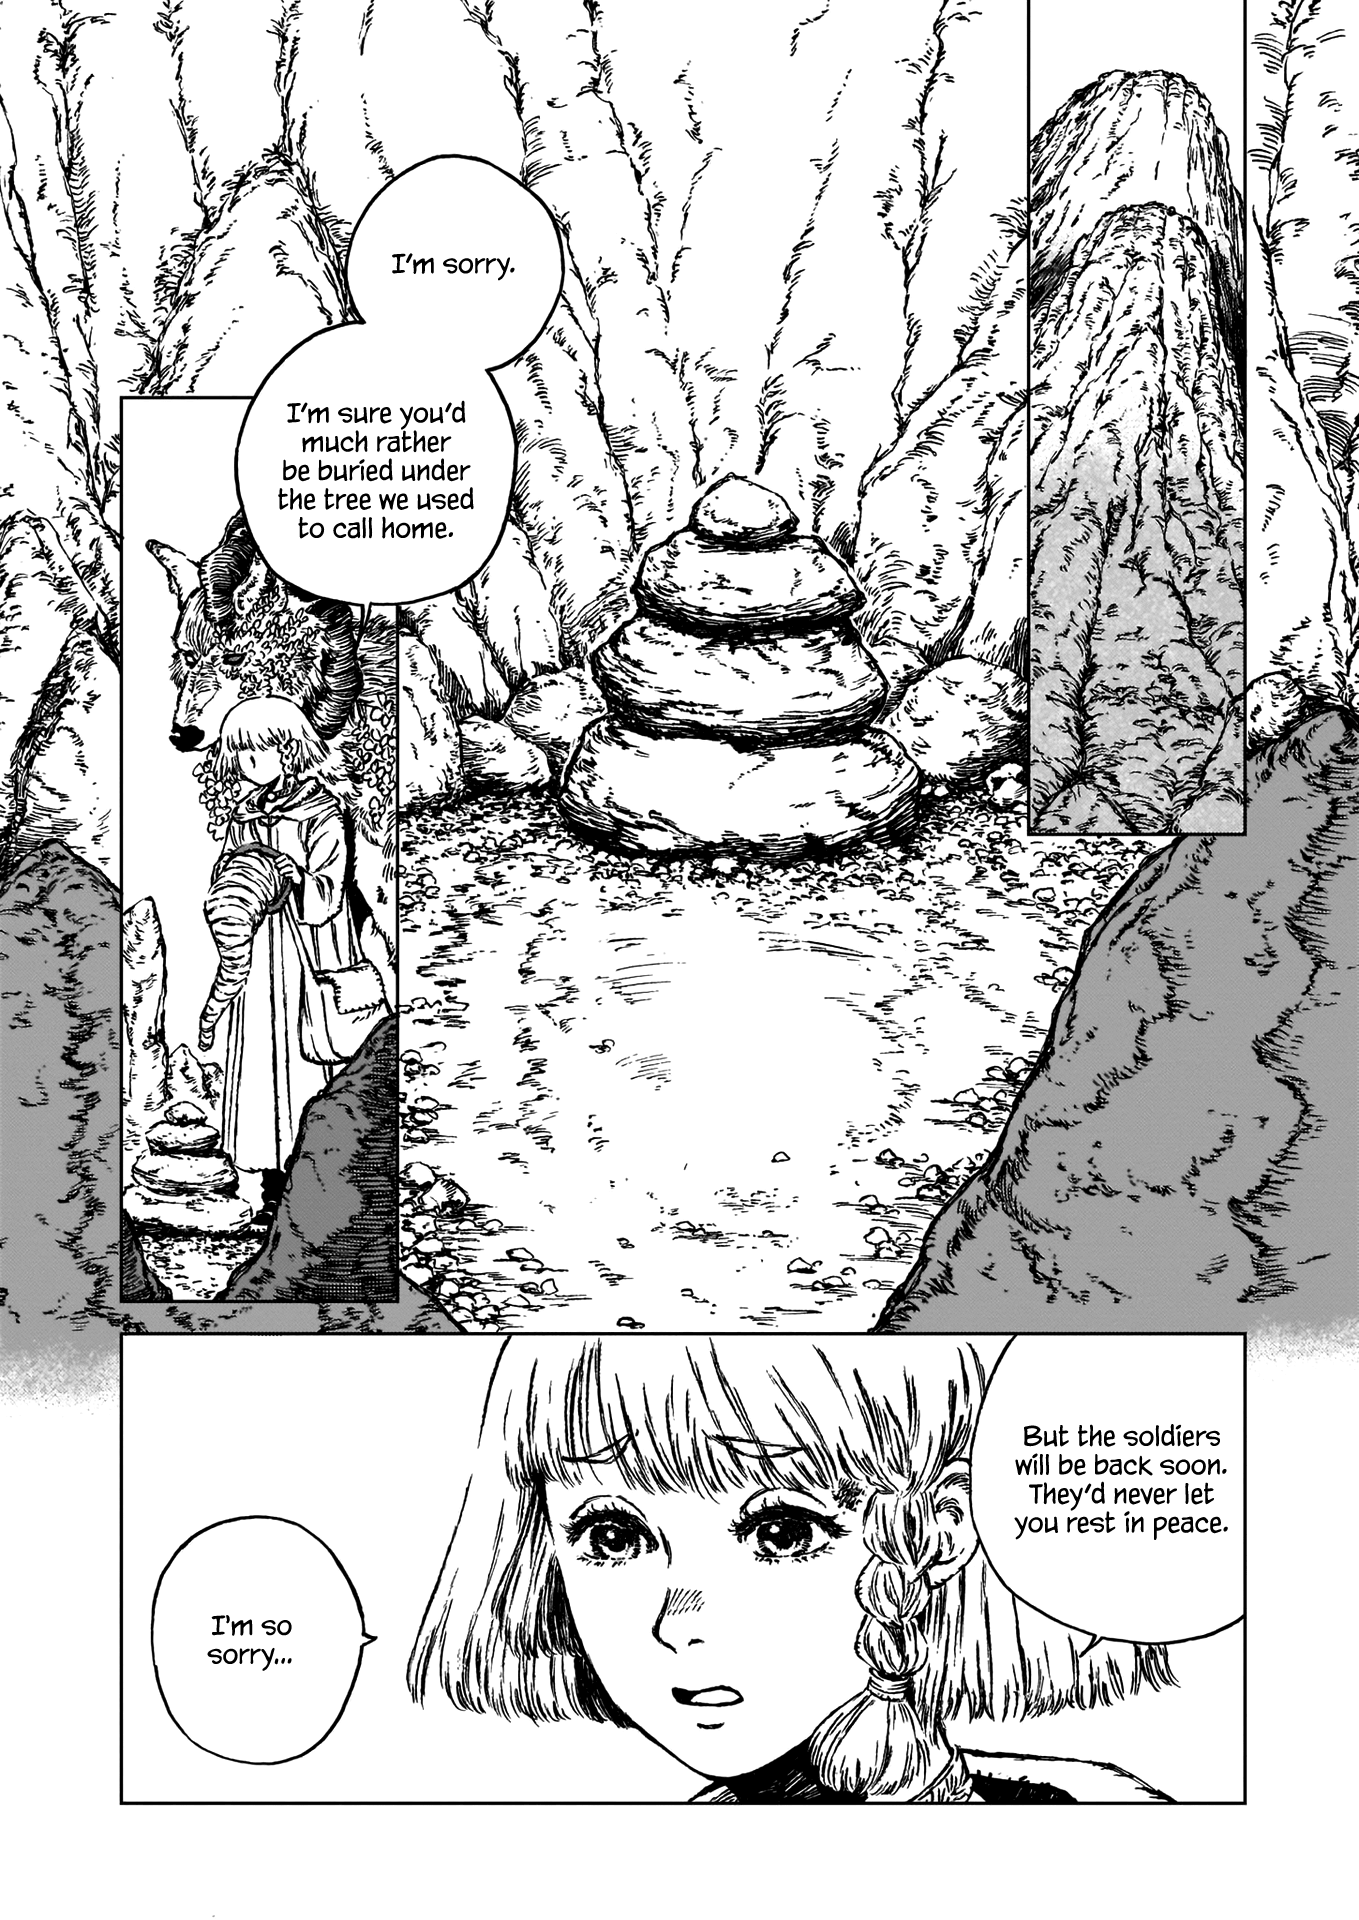 I'm sorry.
I'm sure you'd
much rather
be buried under
the tree we used
to call home.
But the soldiers
will be back soon.
They'd never let
you rest in peace.
I'm so
sorry...